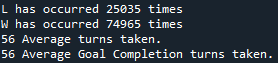 L has occurred 25035 times
W has occurred 74965 times
56 Average turns taken.
56 Average Goal Completion turns taken.